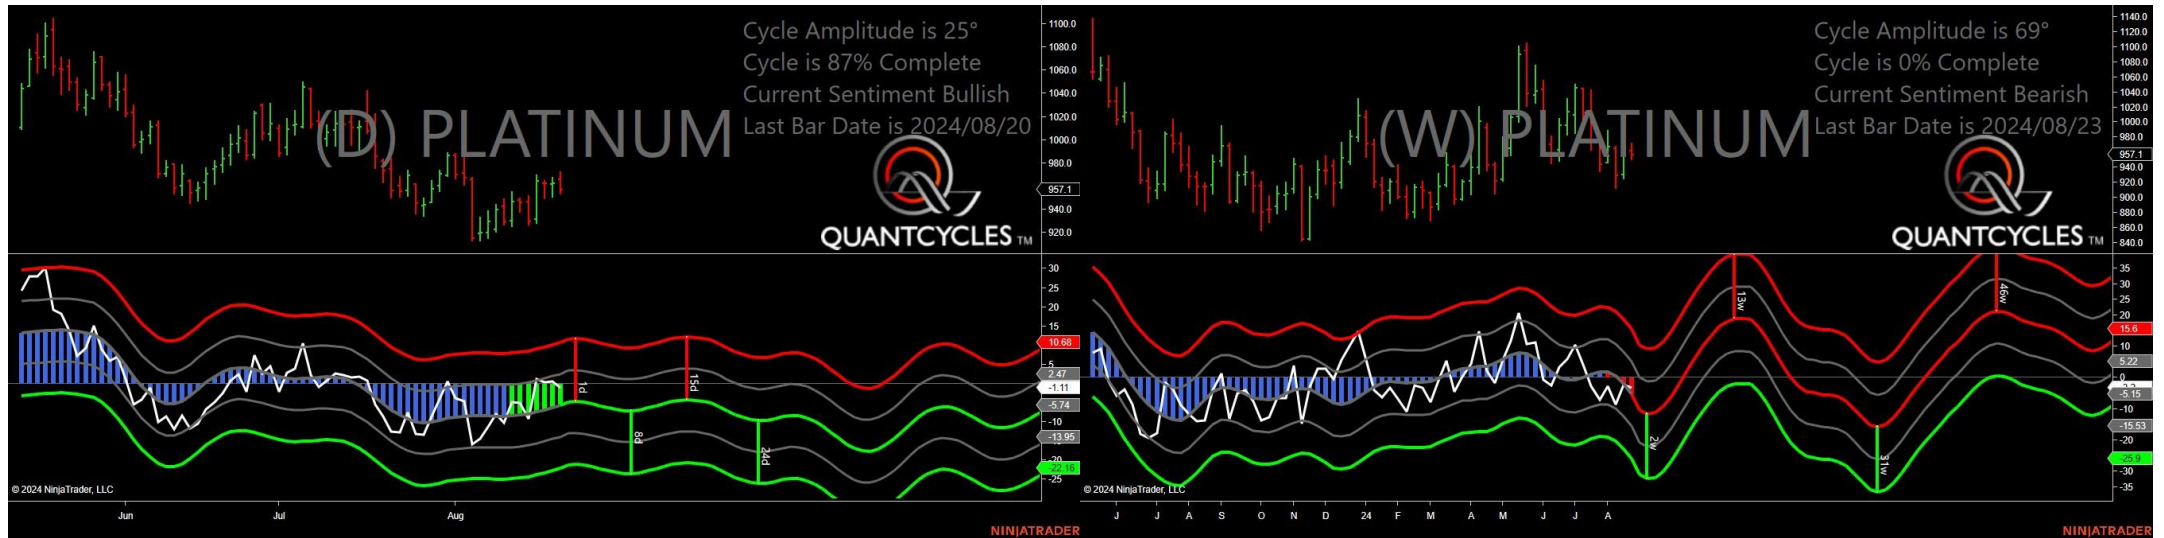 Cycle Amplitude is 25°
Cycle is 87% Complete
Current Sentiment Bullish
Last Bar Date is 2024/08/20
(D) PLATINUM
QUANTCYCLES TM
1100.0
1080.0
1060.0
1040.0
1020.0
1000.0
980.0
957.1
940.0
920.0
30
25
20
15
10.68
5
2.47
-1.11
-5.74
-10
-13.95
-20
-22.16
-25
1d
15d
8d
24d
© 2024 NinjaTrader, LLC
Jun
Jul
Aug
NINJATRADER
Cycle Amplitude is 69°
Cycle is 0% Complete
Current Sentiment Bearish
Last Bar Date is 2024/08/23
(W) PLATINUM
QUANTCYCLES TM
1140.0
1120.0
1100.0
1080.0
1060.0
1040.0
1020.0
1000.0
980.0
957.1
940.0
920.0
900.0
880.0
860.0
840.0
35
30
25
20
15.6
10
5.22
0
-5.15
-10
-15.53
-20
-25.9
-30
-35
13w
46w
2w
31w
© 2024 NinjaTrader, LLC
J
J
A
S
O
N
D
24
F
M
A
M
J
J
A
NINJATRADER